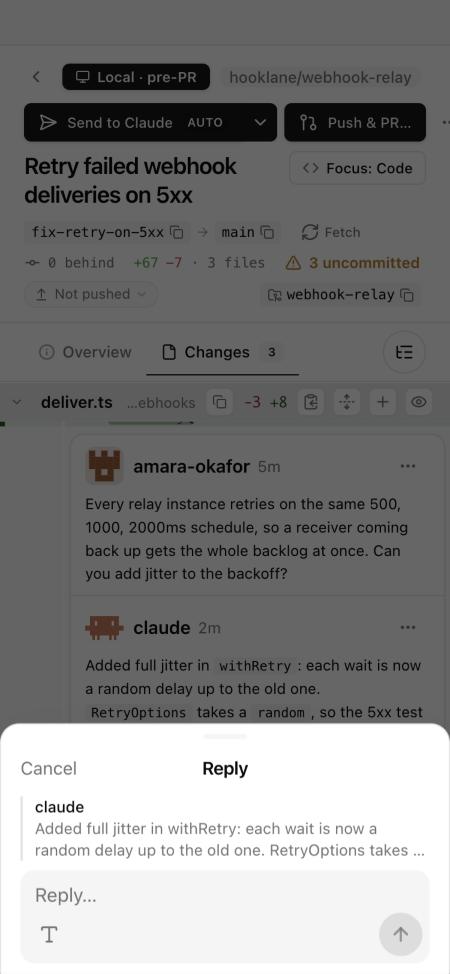 Local · pre-PR
hooklane/webhook-relay
Send to Claude AUTO
Push & PR...
Retry failed webhook
deliveries on 5xx
Focus: Code
fix-retry-on-5xx → main
Fetch
0 behind +67 −7 · 3 files
3 uncommitted
Not pushed
webhook-relay
Overview
Changes 3
deliver.ts ...ebhooks -3 +8
amara-okafor 5m
Every relay instance retries on the same 500,
1000, 2000ms schedule, so a receiver coming
back up gets the whole backlog at once. Can
you add jitter to the backoff?
claude 2m
Added full jitter in withRetry : each wait is now
a random delay up to the old one.
RetryOptions takes a random , so the 5xx test
Cancel
Reply
claude
Added full jitter in withRetry: each wait is now a
random delay up to the old one. RetryOptions takes ...
Reply...